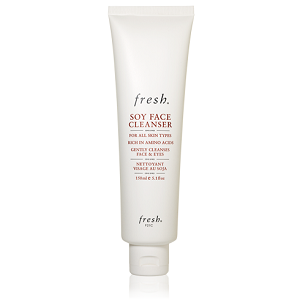 fresh.
SOY FACE
CLEANSER
FOR ALL SKIN TYPES
RICH IN AMINO ACIDS
GENTLY CLEANSES
FACE & EYES
NETTOYANT
VISAGE AU SOJA
150ml e 5.1fl oz
fresh.